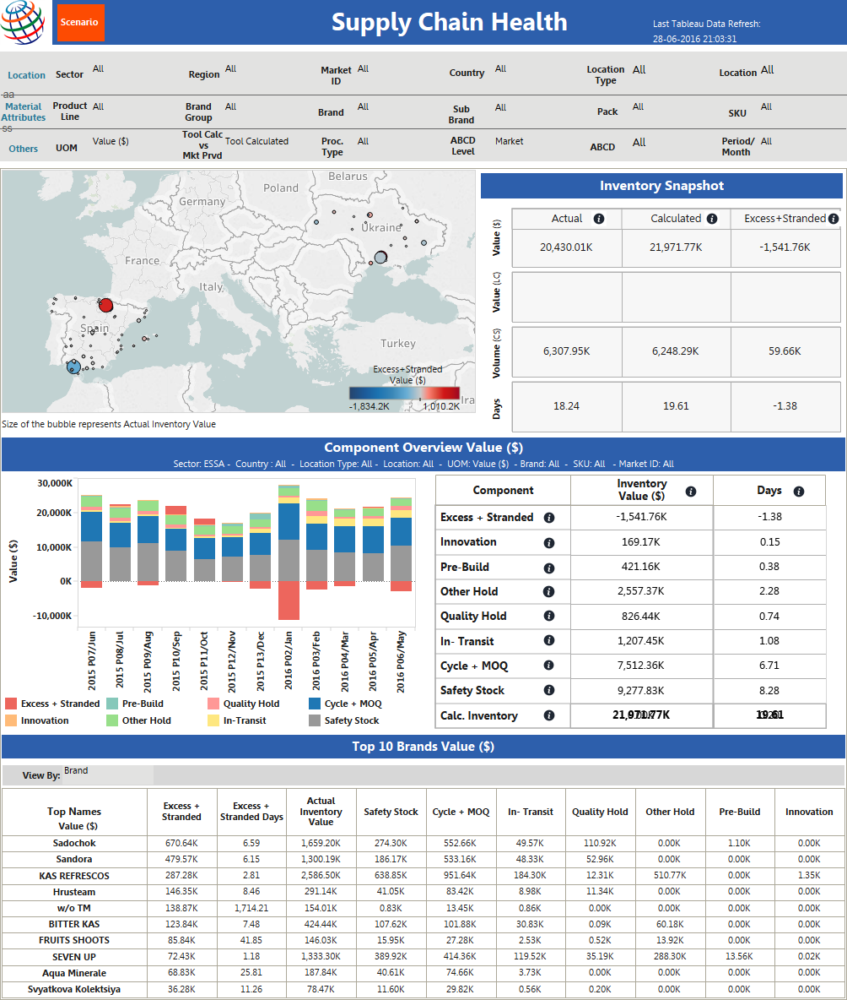 Scenario
Supply Chain Health
Last Tableau Data Refresh:
28-06-2016 21:03:31
Location Sector All Region All Market ID All Country All Location Type All Location All
aa
Material Attributes Product Line All Brand Group All Brand All Sub Brand All Pack All SKU All
ss
Others UOM Value ($) Tool Calc vs Mkt Prvd Tool Calculated Proc. Type All ABCD Level Market ABCD All Period/ Month All
Belarus
Poland
Germany
Ukraine
France
Italy
Spain
Turkey
Ira
Excess+Stranded
Value ($)
-1,834.2K 1,010.2K
Size of the bubble represents Actual Inventory Value
Inventory Snapshot
Actual Calculated Excess+Stranded
Value ($) 20,430.01K 21,971.77K -1,541.76K
Value (LC)
Volume (CS) 6,307.95K 6,248.29K 59.66K
Days 18.24 19.61 -1.38
Component Overview Value ($)
Sector: ESSA - Country : All - Location Type: All - Location: All - UOM: Value ($) - Brand: All - SKU: All - Market ID: All
Value ($)
30,000K
20,000K
10,000K
0K
-10,000K
2015 P07/Jun
2015 P08/Jul
2015 P09/Aug
2015 P10/Sep
2015 P11/Oct
2015 P12/Nov
2015 P13/Dec
2016 P02/Jan
2016 P03/Feb
2016 P04/Mar
2016 P05/Apr
2016 P06/May
Excess + Stranded Pre-Build Quality Hold Cycle + MOQ
Innovation Other Hold In-Transit Safety Stock
Component Inventory Value ($) Days
Excess + Stranded -1,541.76K -1.38
Innovation 169.17K 0.15
Pre-Build 421.16K 0.38
Other Hold 2,557.37K 2.28
Quality Hold 826.44K 0.74
In- Transit 1,207.45K 1.08
Cycle + MOQ 7,512.36K 6.71
Safety Stock 9,277.83K 8.28
Calc. Inventory 21,971.77K 19.61
Top 10 Brands Value ($)
View By: Brand
Top Names Value ($) Excess + Stranded Excess + Stranded Days Actual Inventory Value Safety Stock Cycle + MOQ In- Transit Quality Hold Other Hold Pre-Build Innovation
Sadochok 670.64K 6.59 1,659.20K 274.30K 552.66K 49.57K 110.92K 0.00K 1.10K 0.00K
Sandora 479.57K 6.15 1,300.19K 186.17K 533.16K 48.33K 52.96K 0.00K 0.00K 0.00K
KAS REFRESCOS 287.28K 2.81 2,586.50K 638.85K 951.64K 184.30K 12.31K 510.77K 0.00K 1.35K
Hrusteam 146.35K 8.46 291.14K 41.05K 83.42K 8.98K 11.34K 0.00K 0.00K 0.00K
w/o TM 138.87K 1,714.21 154.01K 0.83K 13.45K 0.86K 0.00K 0.00K 0.00K 0.00K
BITTER KAS 123.84K 7.48 424.44K 107.62K 101.88K 30.83K 0.09K 60.18K 0.00K 0.00K
FRUITS SHOOTS 85.84K 41.85 146.03K 15.95K 27.28K 2.53K 0.52K 13.92K 0.00K 0.00K
SEVEN UP 72.43K 1.18 1,333.30K 389.92K 414.36K 119.52K 35.19K 288.30K 13.56K 0.02K
Aqua Minerale 68.83K 25.81 187.84K 40.61K 74.66K 3.73K 0.00K 0.00K 0.00K 0.00K
Svyatkova Kolektsiya 36.28K 11.26 78.47K 11.60K 29.82K 0.56K 0.20K 0.00K 0.00K 0.00K